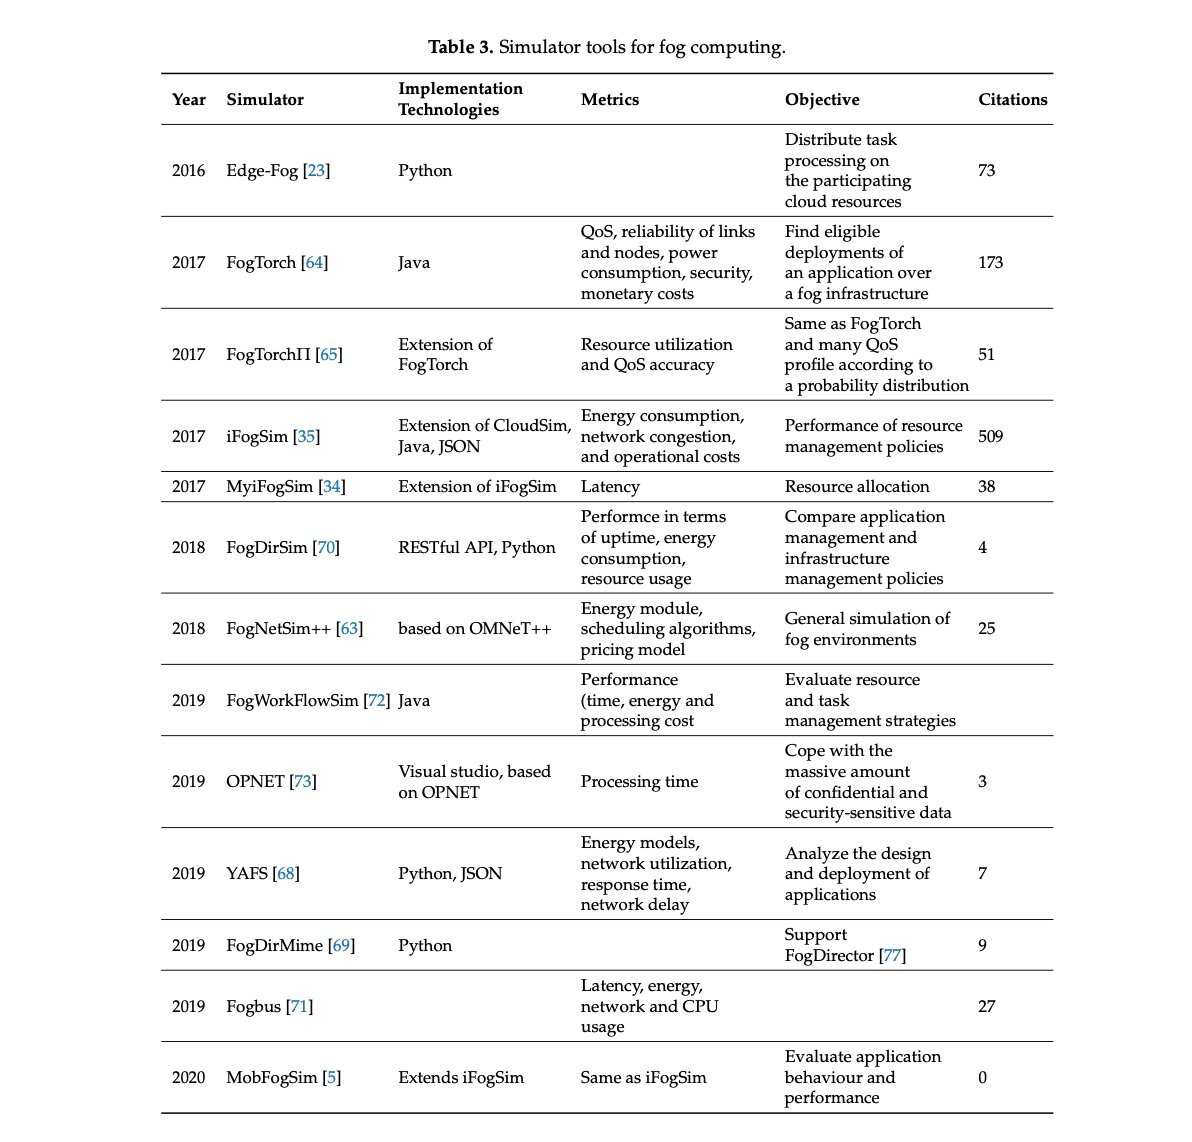 Table 3. Simulator tools for fog computing.
Year Simulator Implementation Technologies Metrics Objective Citations
2016 Edge-Fog [23] Python Distribute task processing on the participating cloud resources 73
2017 FogTorch [64] Java QoS, reliability of links and nodes, power consumption, security, monetary costs Find eligible deployments of an application over a fog infrastructure 173
2017 FogTorchΠ [65] Extension of FogTorch Resource utilization and QoS accuracy Same as FogTorch and many QoS profile according to a probability distribution 51
2017 iFogSim [35] Extension of CloudSim, Java, JSON Energy consumption, network congestion, and operational costs Performance of resource management policies 509
2017 MyiFogSim [34] Extension of iFogSim Latency Resource allocation 38
2018 FogDirSim [70] RESTful API, Python Performce in terms of uptime, energy consumption, resource usage Compare application management and infrastructure management policies 4
2018 FogNetSim++ [63] based on OMNeT++ Energy module, scheduling algorithms, pricing model General simulation of fog environments 25
2019 FogWorkFlowSim [72] Java Performance (time, energy and processing cost Evaluate resource and task management strategies
2019 OPNET [73] Visual studio, based on OPNET Processing time Cope with the massive amount of confidential and security-sensitive data 3
2019 YAFS [68] Python, JSON Energy models, network utilization, response time, network delay Analyze the design and deployment of applications 7
2019 FogDirMime [69] Python Support FogDirector [77] 9
2019 Fogbus [71] Latency, energy, network and CPU usage 27
2020 MobFogSim [5] Extends iFogSim Same as iFogSim Evaluate application behaviour and performance 0